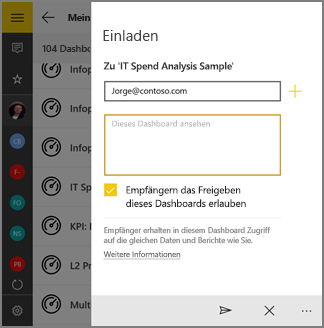 Mein
104 Dashbo
Infop
Infop
Infop
IT Sp
KPI: F
L2 Pr
Mult
CB
F-
FO
NS
PB
Einladen
Zu 'IT Spend Analysis Sample'
Jorge@contoso.com
Dieses Dashboard ansehen
Empfängern das Freigeben
dieses Dashboards erlauben
Empfänger erhalten in diesem Dashboard Zugriff
auf die gleichen Daten und Berichte wie Sie.
Weitere Informationen